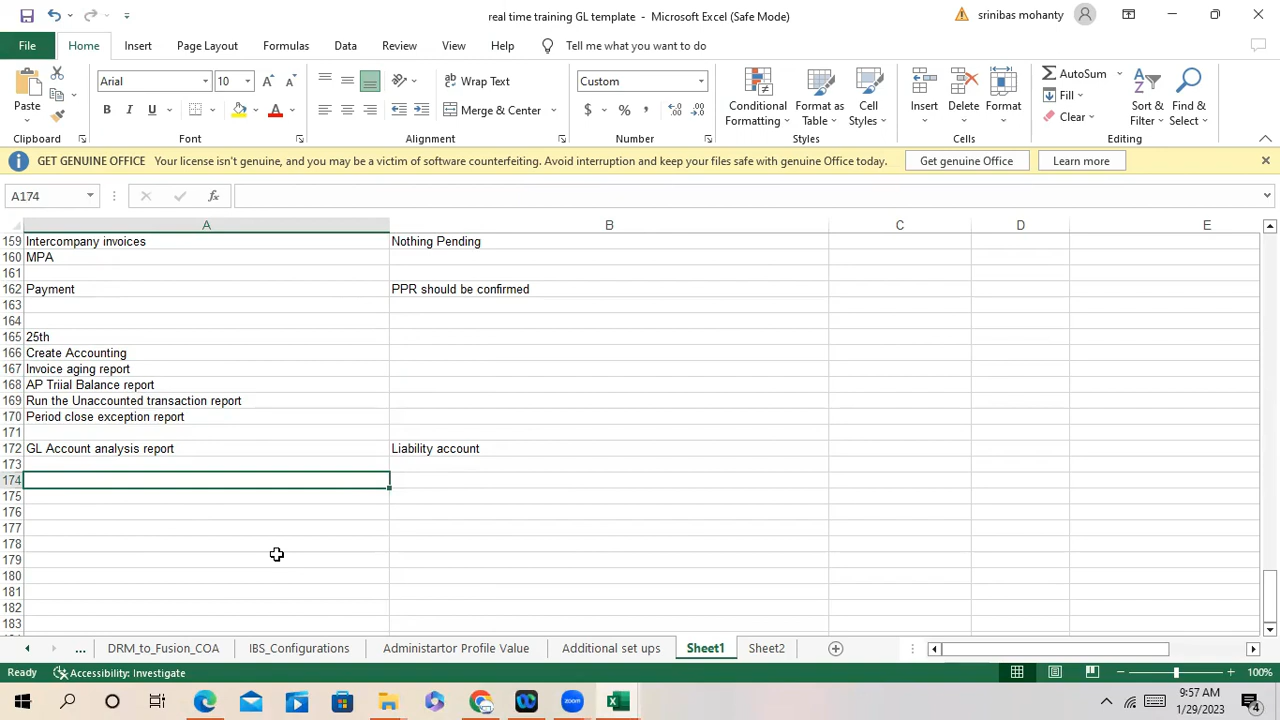 real time training GL template - Microsoft Excel (Safe Mode)
srinibas mohanty
File Home Insert Page Layout Formulas Data Review View Help Tell me what you want to do
Paste
Clipboard
Arial 10
B I U
Font
Wrap Text
Merge & Center
Alignment
Custom
$ % ,
Number
Conditional Formatting
Format as Table
Cell Styles
Styles
Insert
Delete
Format
Cells
AutoSum
Fill
Clear
Sort & Filter
Find & Select
Editing
GET GENUINE OFFICE Your license isn't genuine, and you may be a victim of software counterfeiting. Avoid interruption and keep your files safe with genuine Office today. Get genuine Office Learn more
A174 fx
A B C D E
159 Intercompany invoices Nothing Pending
160 MPA
161
162 Payment PPR should be confirmed
163
164
165 25th
166 Create Accounting
167 Invoice aging report
168 AP Triial Balance report
169 Run the Unaccounted transaction report
170 Period close exception report
171
172 GL Account analysis report Liability account
173
174
175
176
177
178
179
180
181
182
183
... DRM_to_Fusion_COA IBS_Configurations Administartor Profile Value Additional set ups Sheet1 Sheet2
Ready Accessibility: Investigate 100%
zoom
9:57 AM
1/29/2023
4